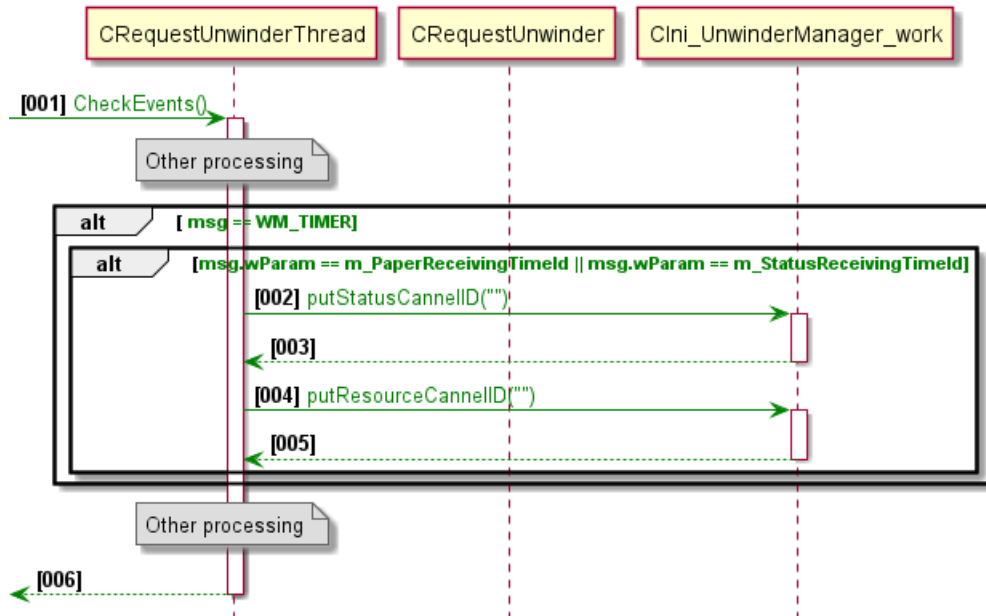 CRequestUnwinderThread CRequestUnwinder CIni_UnwinderManager_work
[001] CheckEvents()
Other processing
alt [ msg == WM_TIMER]
alt [msg.wParam == m_PaperReceivingTimeId || msg.wParam == m_StatusReceivingTimeId]
[002] putStatusCannelID("")
[003]
[004] putResourceCannelID("")
[005]
Other processing
[006]